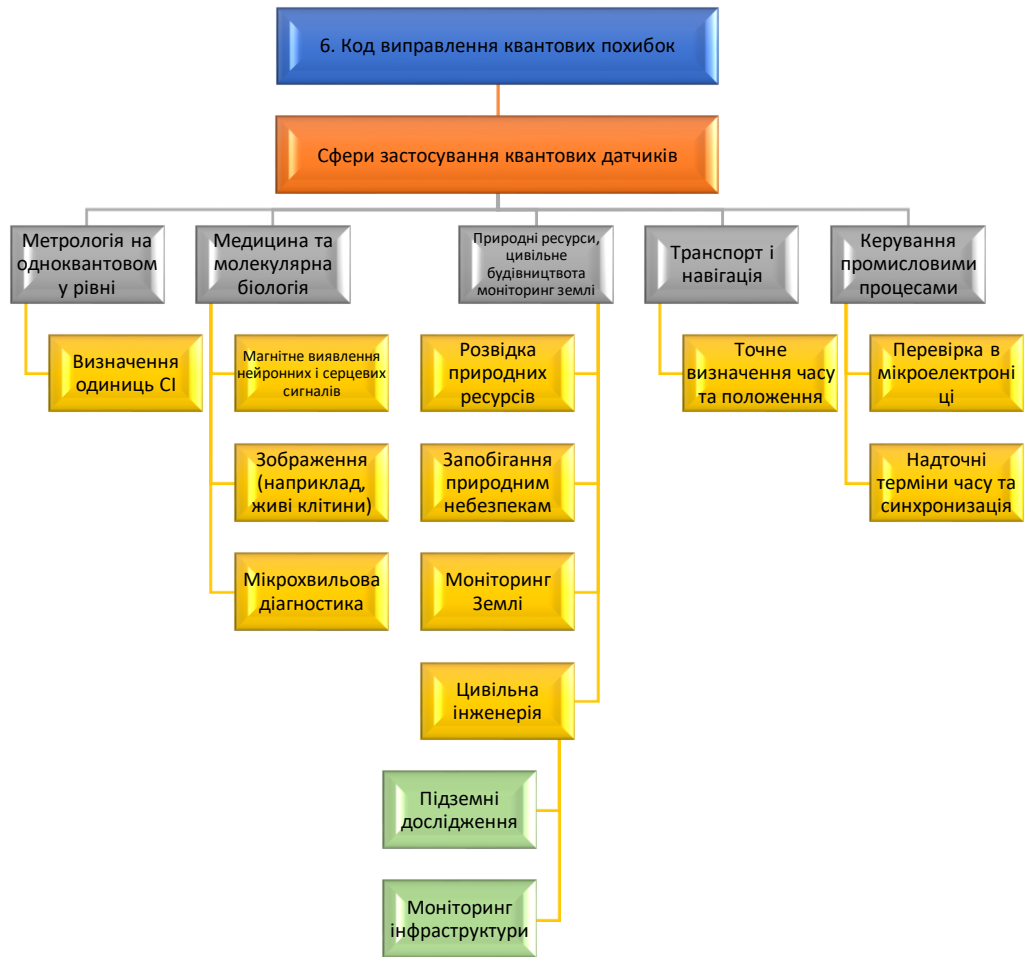 6. Код виправлення квантових похибок
Сфери застосування квантових датчиків
Метрологія на
одноквантовом
у рівні
Медицина та
молекулярна
біологія
Природні ресурси,
цивільне
будівництвота
моніторинг землі
Транспорт і
навігація
Керування
промисловими
процесами
Визначення
одиниць СІ
Магнітне виявлення
нейронних і серцевих
сигналів
Розвідка
природних
ресурсів
Точне
визначення часу
та положення
Перевірка в
мікроелектроні
ці
Зображення
(наприклад,
живі клітини)
Запобігання
природним
небезпекам
Надточні
терміни часу та
синхронизація
Мікрохвильова
діагностика
Моніторинг
Землі
Цивільна
інженерія
Підземні
дослідження
Моніторинг
інфраструктури